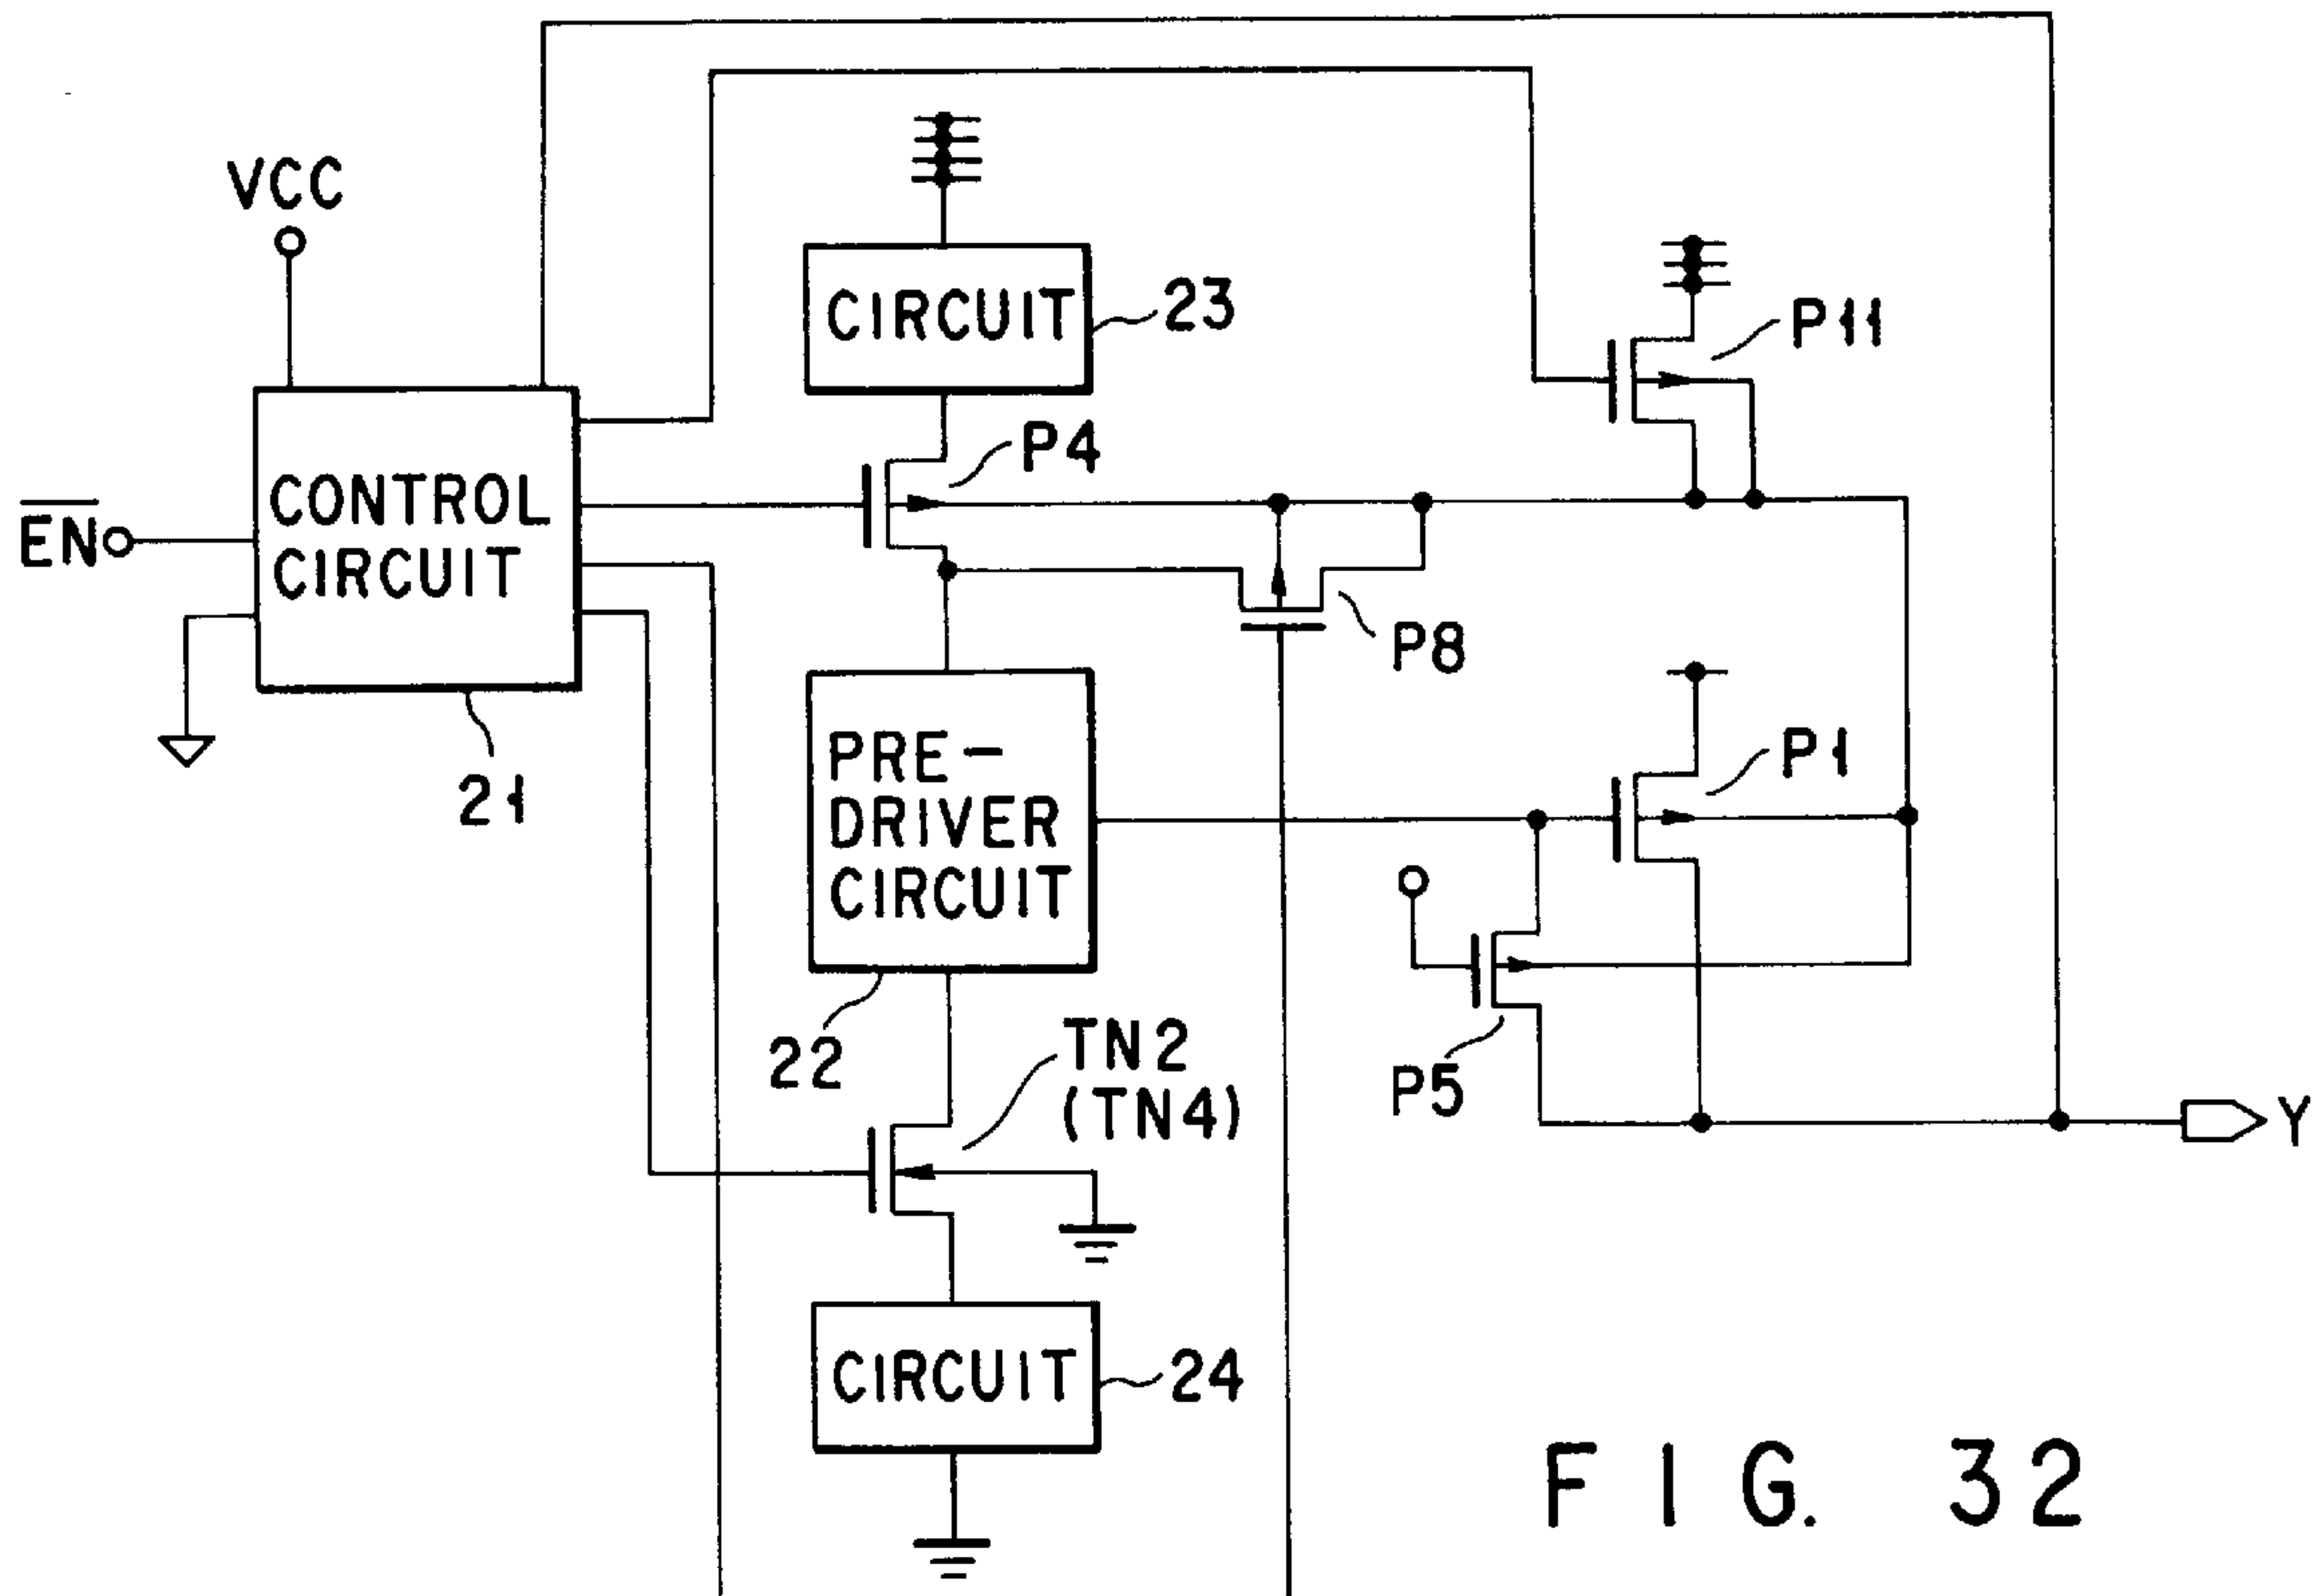 VCC
CIRCUIT
23
P11
P4
CONTROL
CIRCUIT
E̅N̅
P8
PRE-
DRIVER
CIRCUIT
P1
21
22
TN2
(TN4)
P5
Y
CIRCUIT
24
FIG. 32